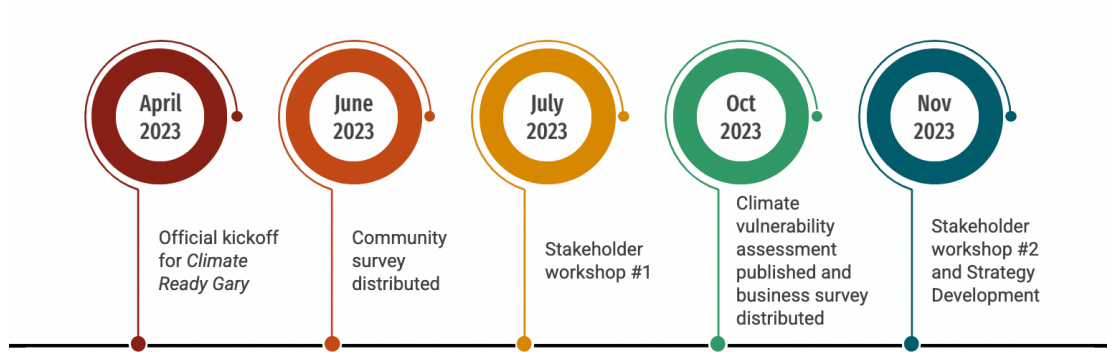 April
2023
June
2023
July
2023
Oct
2023
Nov
2023
Official kickoff
for Climate
Ready Gary
Community
survey
distributed
Stakeholder
workshop #1
Climate
vulnerability
assessment
published and
business survey
distributed
Stakeholder
workshop #2
and Strategy
Development